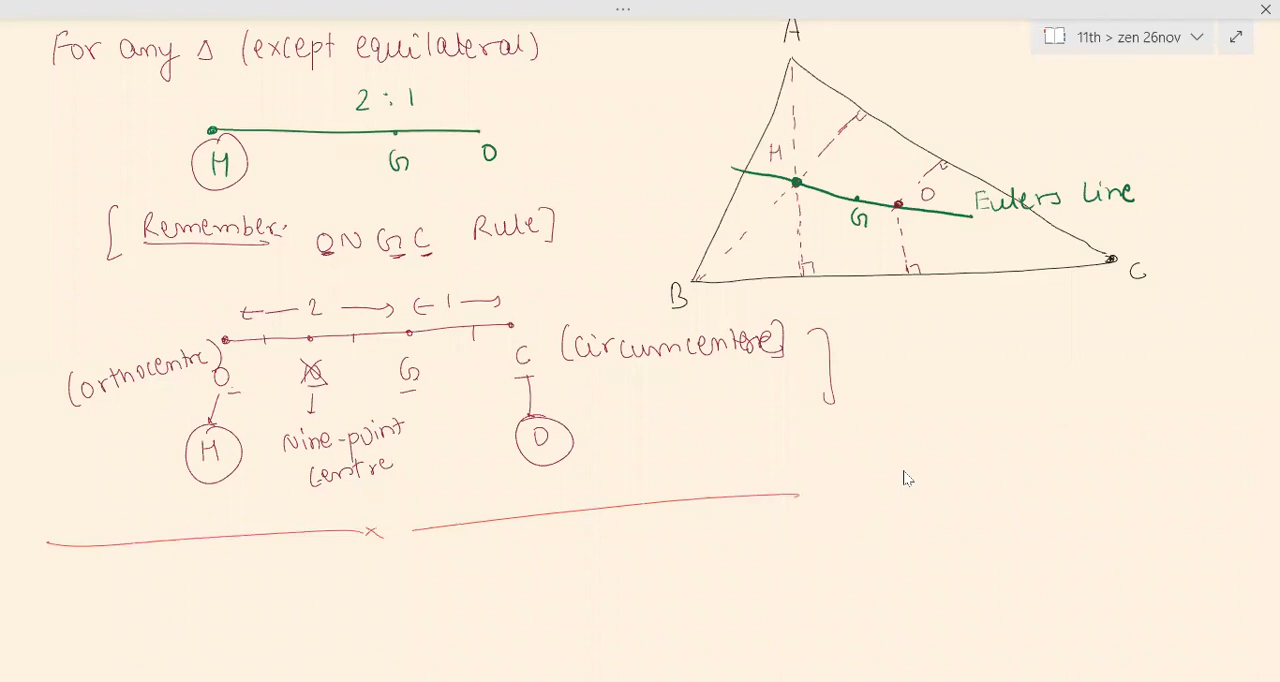 11th > zen 26nov
For any Δ (except equilateral)
2 : 1
H G O
[Remember: ONGC Rule]
← 2 → ← 1 →
(orthocentre) O N G C (circumcentre)]
H Nine-point O
Centre
x
A
H
O
G
Eulers Line
B
C